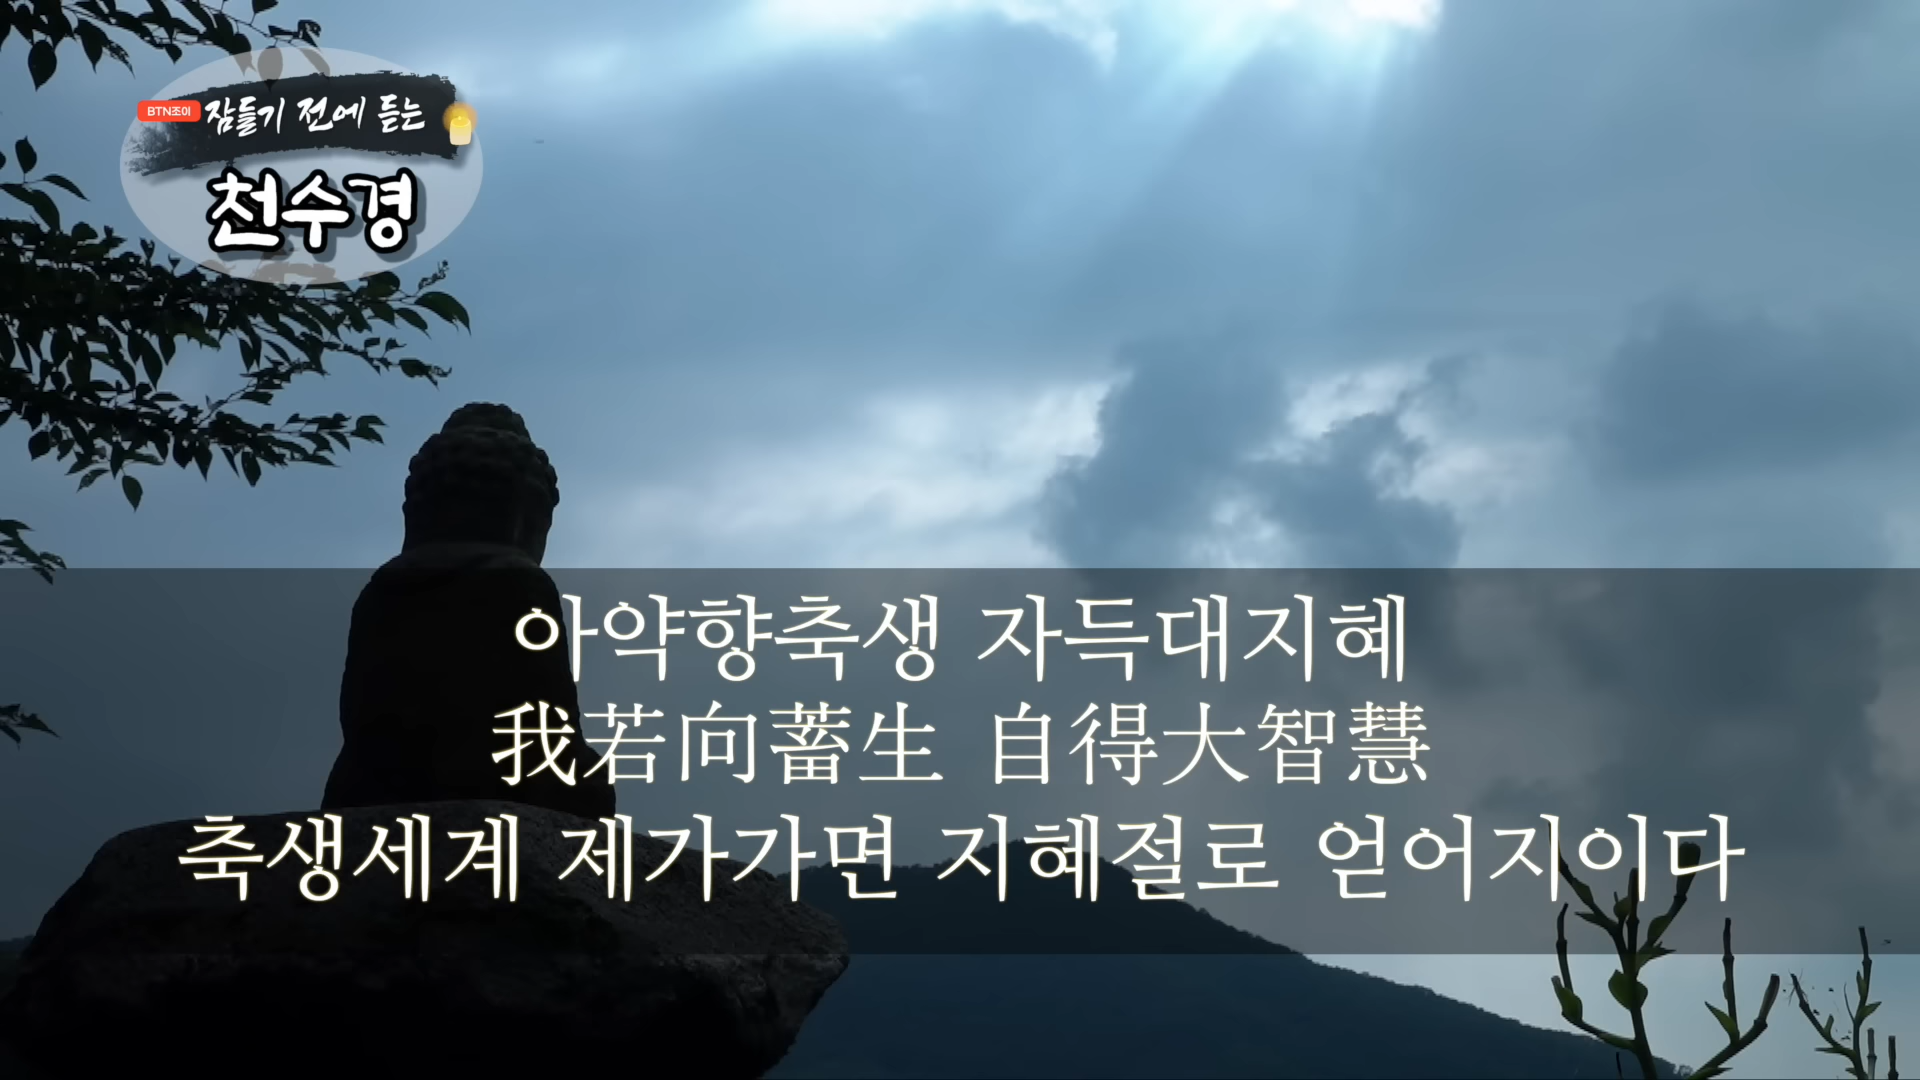 BTN조이
잠들기 전에 듣는
천수경
아약향축생 자득대지혜
我若向蓄生 自得大智慧
축생세계 제가가면 지혜절로 얻어지이다